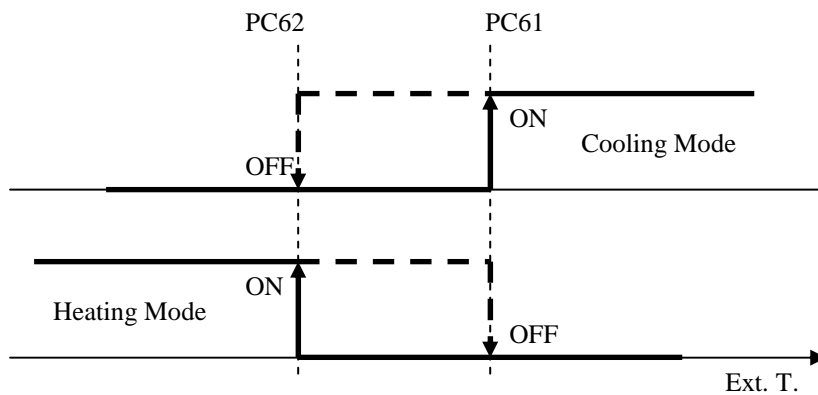 PC62 PC61
ON
Cooling Mode
OFF
ON
Heating Mode
OFF
Ext. T.